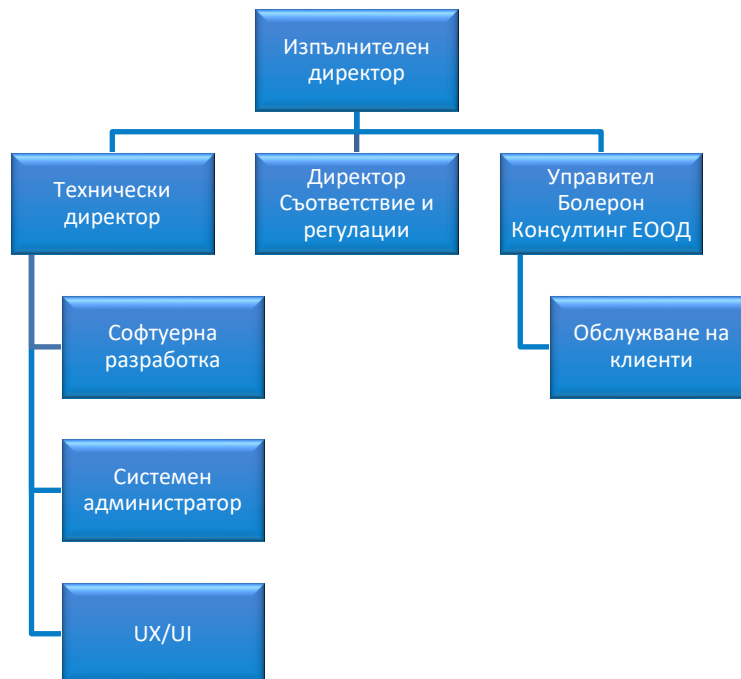 Изпълнителен
директор
Технически
директор
Директор
Съответствие и
регулации
Управител
Болерон
Консултинг ЕООД
Софтуерна
разработка
Обслужване на
клиенти
Системен
администратор
UX/UI